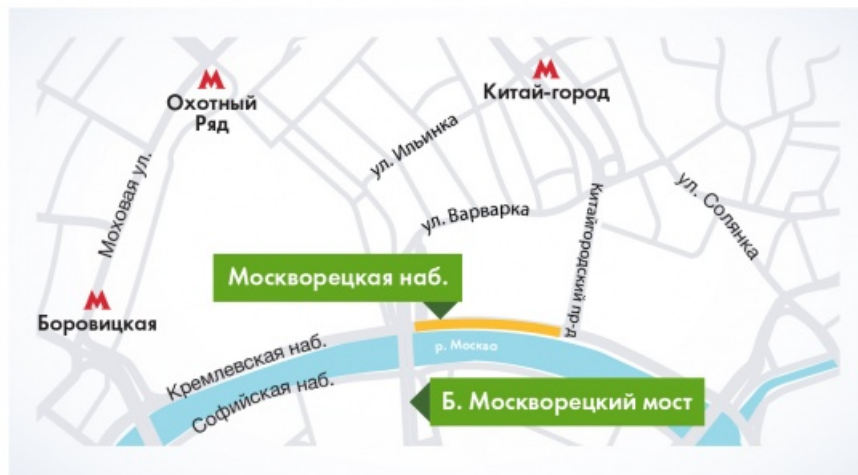 М
Охотный
Ряд
М
Китай-город
ул. Ильинка
Моховая ул.
ул. Варварка
Китайгородский пр-д
ул. Солянка
Москворецкая наб.
М
Боровицкая
Кремлевская наб.
р. Москва
Софийская наб.
Б. Москворецкий мост